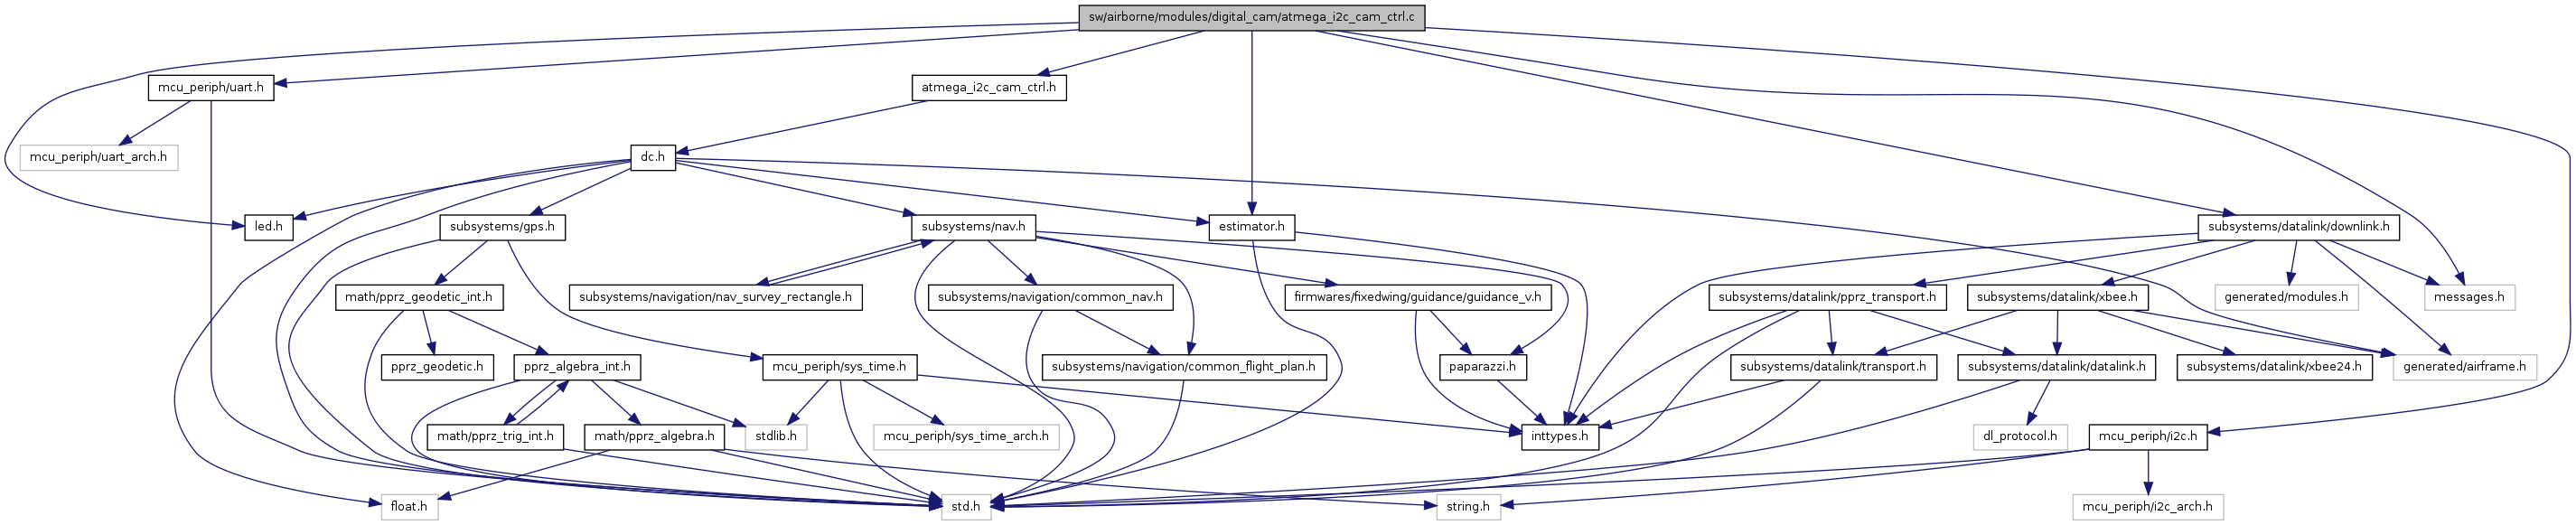 sw/airborne/modules/digital_cam/atmega_i2c_cam_ctrl.c
mcu_periph/uart.h
atmega_i2c_cam_ctrl.h
mcu_periph/uart_arch.h
dc.h
led.h
subsystems/gps.h
subsystems/nav.h
estimator.h
subsystems/datalink/downlink.h
math/pprz_geodetic_int.h
subsystems/navigation/nav_survey_rectangle.h
subsystems/navigation/common_nav.h
firmwares/fixedwing/guidance/guidance_v.h
subsystems/datalink/pprz_transport.h
subsystems/datalink/xbee.h
generated/modules.h
messages.h
pprz_geodetic.h
pprz_algebra_int.h
mcu_periph/sys_time.h
subsystems/navigation/common_flight_plan.h
paparazzi.h
subsystems/datalink/transport.h
subsystems/datalink/datalink.h
subsystems/datalink/xbee24.h
generated/airframe.h
math/pprz_trig_int.h
math/pprz_algebra.h
stdlib.h
mcu_periph/sys_time_arch.h
inttypes.h
dl_protocol.h
mcu_periph/i2c.h
float.h
std.h
string.h
mcu_periph/i2c_arch.h